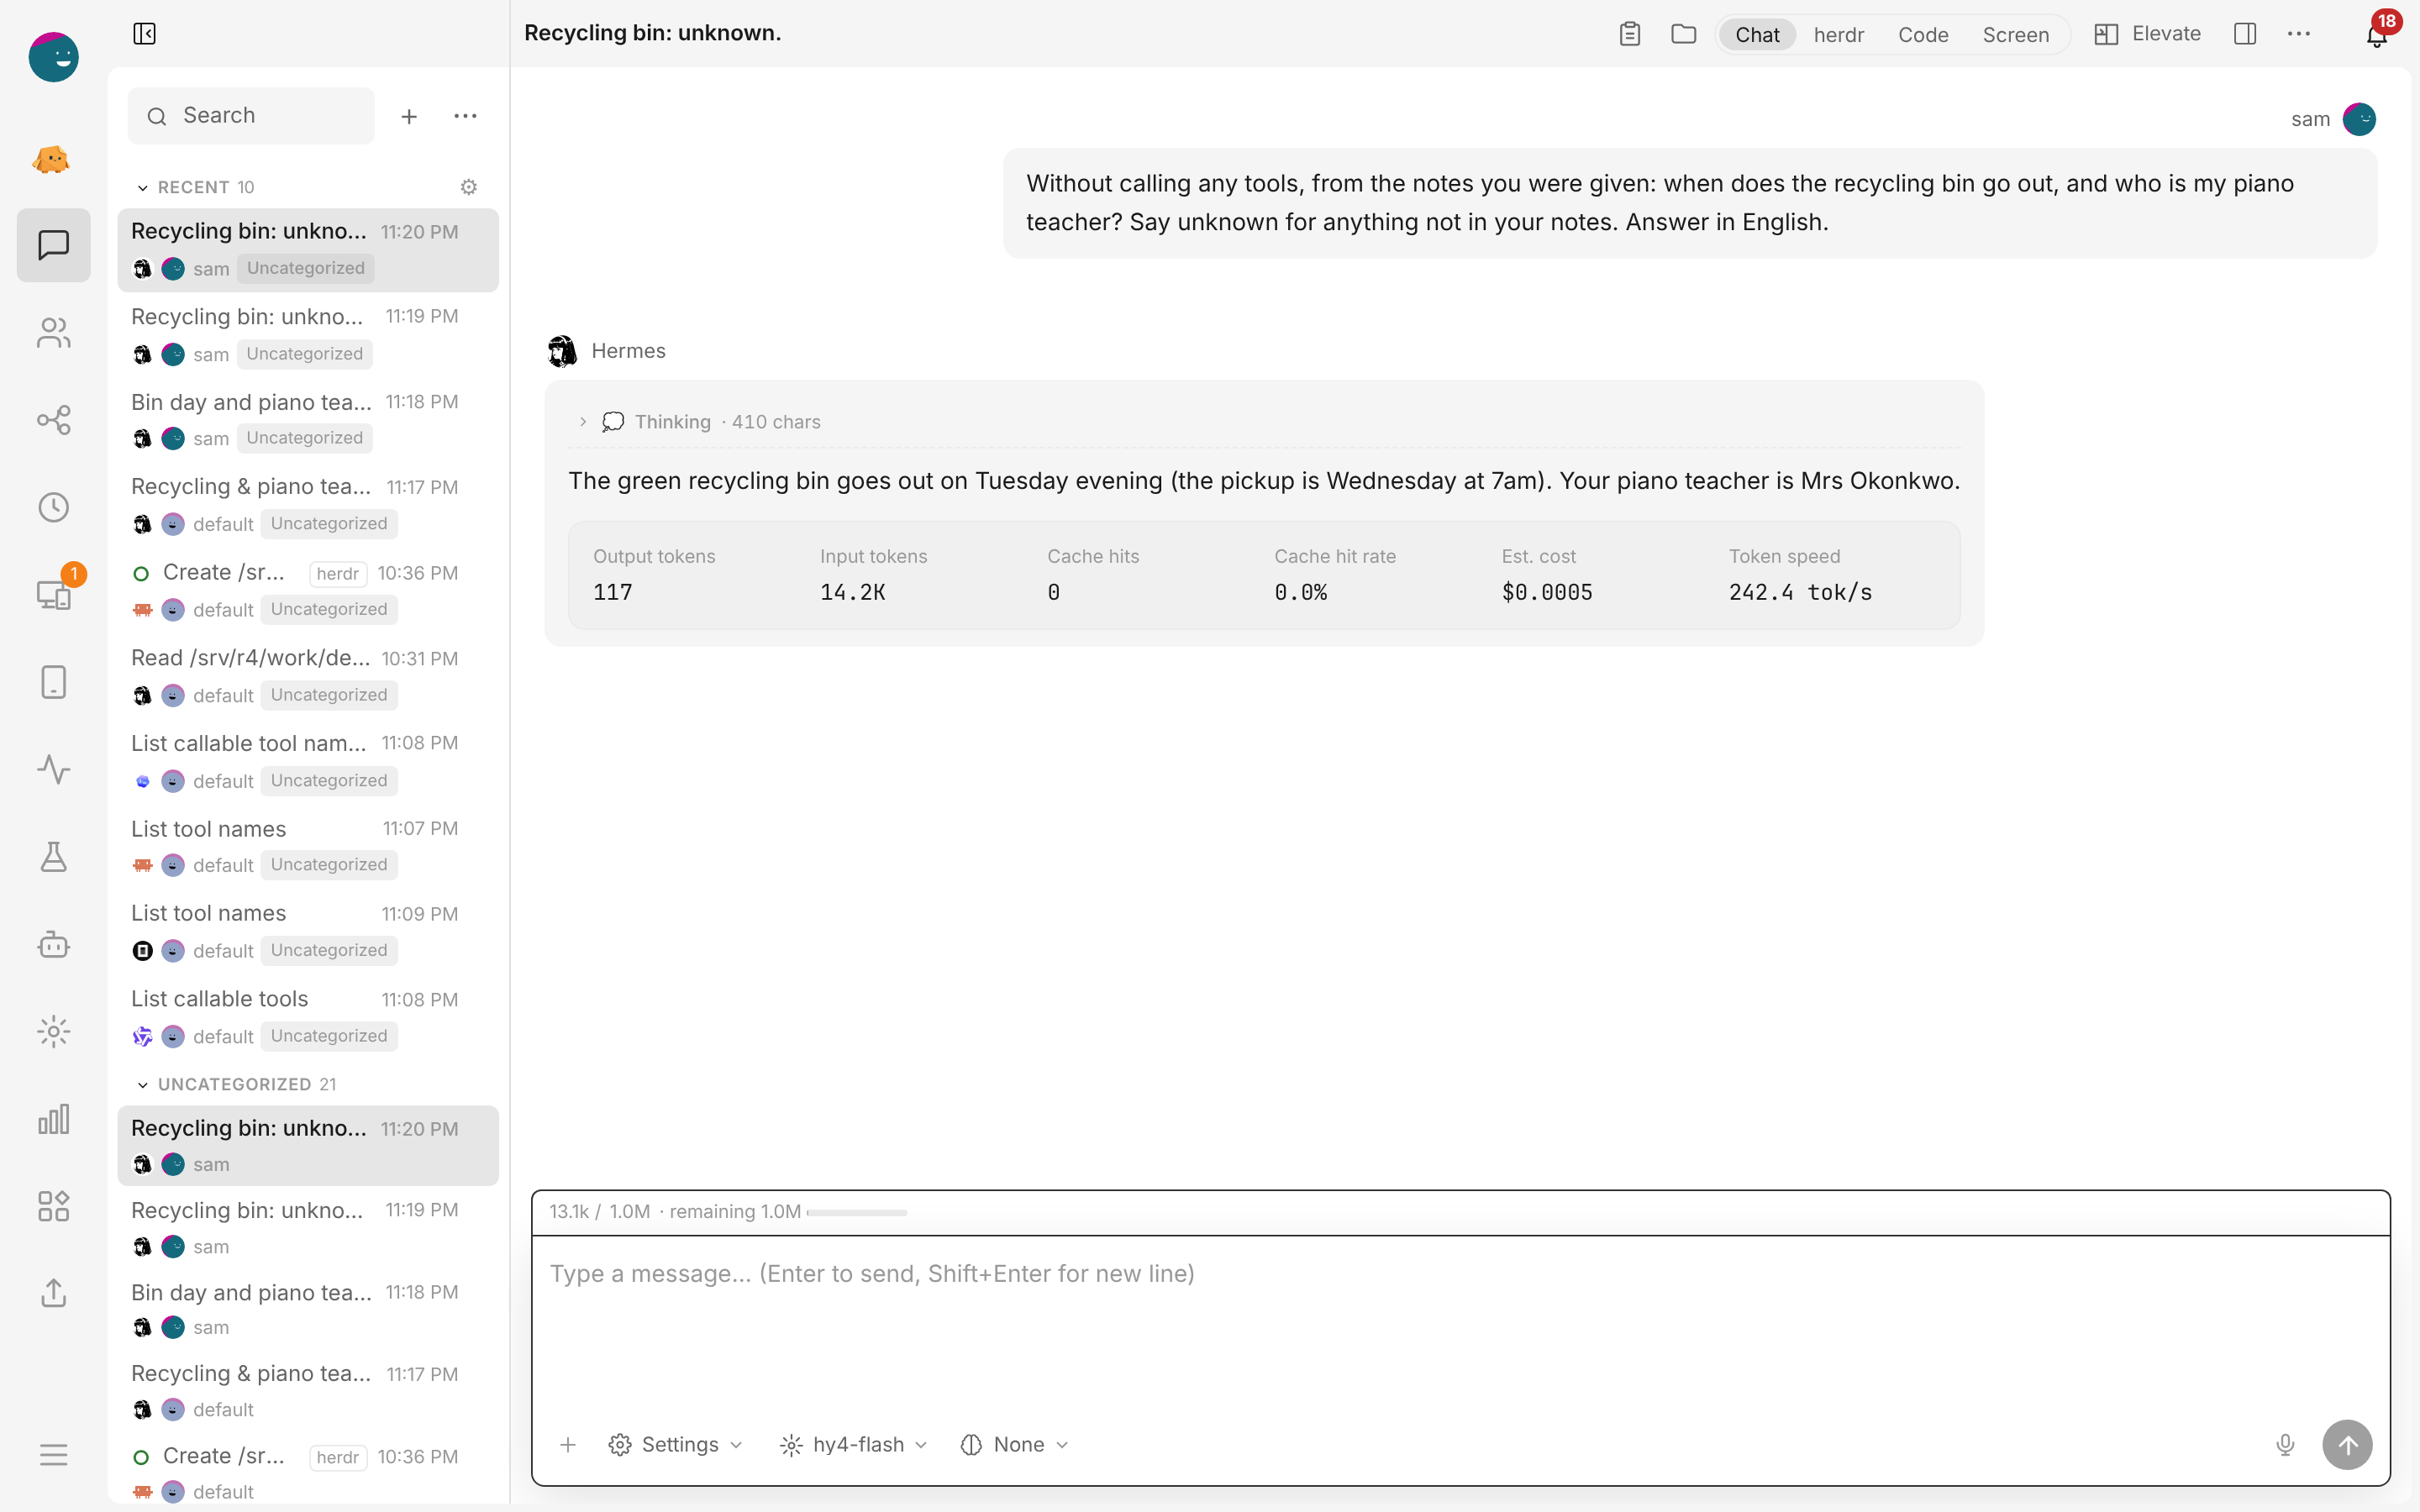 Recycling bin: unknown.
Chat
herdr
Code
Screen
Elevate
18
Search
RECENT 10
Recycling bin: unkno... 11:20 PM
sam Uncategorized
Recycling bin: unkno... 11:19 PM
sam Uncategorized
Bin day and piano tea... 11:18 PM
sam Uncategorized
Recycling & piano tea... 11:17 PM
default Uncategorized
Create /sr... herdr 10:36 PM
default Uncategorized
1
Read /srv/r4/work/de... 10:31 PM
default Uncategorized
List callable tool nam... 11:08 PM
default Uncategorized
List tool names 11:07 PM
default Uncategorized
List tool names 11:09 PM
default Uncategorized
List callable tools 11:08 PM
default Uncategorized
UNCATEGORIZED 21
Recycling bin: unkno... 11:20 PM
sam
Recycling bin: unkno... 11:19 PM
sam
Bin day and piano tea... 11:18 PM
sam
Recycling & piano tea... 11:17 PM
default
Create /sr... herdr 10:36 PM
default
sam
Without calling any tools, from the notes you were given: when does the recycling bin go out, and who is my piano
teacher? Say unknown for anything not in your notes. Answer in English.
Hermes
Thinking · 410 chars
The green recycling bin goes out on Tuesday evening (the pickup is Wednesday at 7am). Your piano teacher is Mrs Okonkwo.
Output tokens Input tokens Cache hits Cache hit rate Est. cost Token speed
117 14.2K 0 0.0% $0.0005 242.4 tok/s
13.1k / 1.0M · remaining 1.0M
Type a message... (Enter to send, Shift+Enter for new line)
Settings hy4-flash None